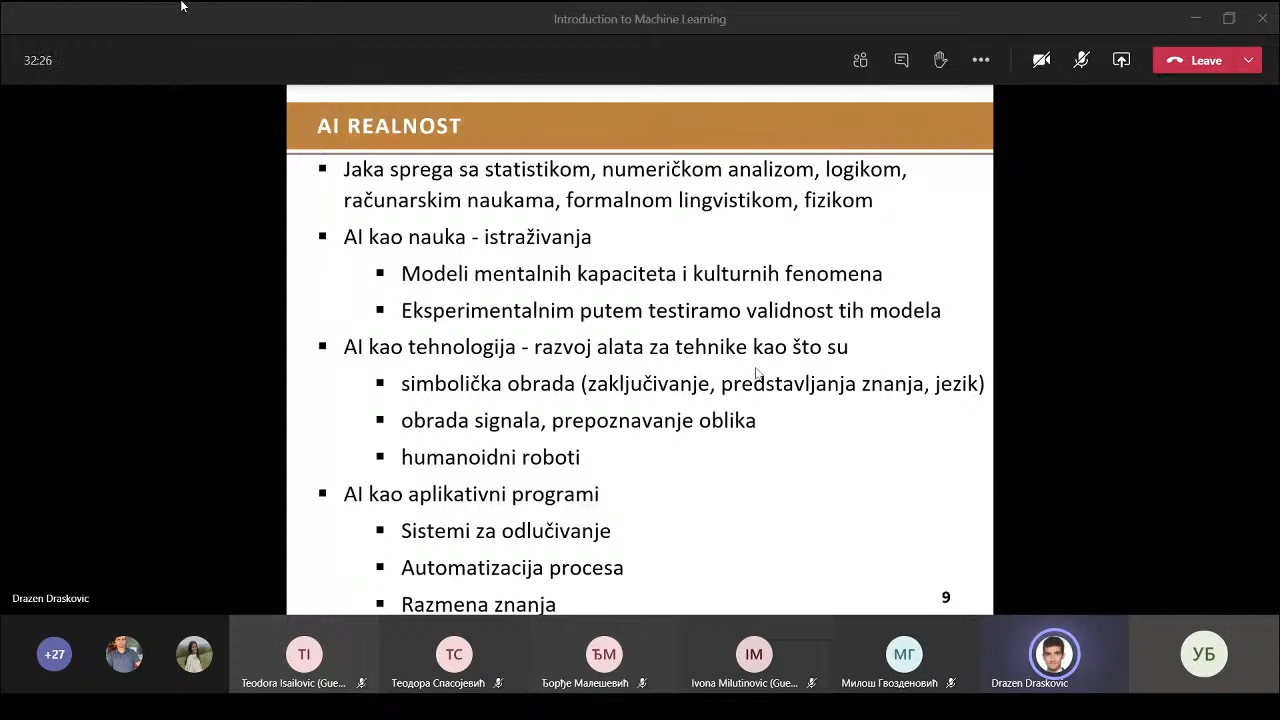 Introduction to Machine Learning
32:26
Leave
AI REALNOST
Jaka sprega sa statistikom, numeričkom analizom, logikom,
računarskim naukama, formalnom lingvistikom, fizikom
AI kao nauka - istraživanja
Modeli mentalnih kapaciteta i kulturnih fenomena
Eksperimentalnim putem testiramo validnost tih modela
AI kao tehnologija - razvoj alata za tehnike kao što su
simbolička obrada (zaključivanje, predstavljanja znanja, jezik)
obrada signala, prepoznavanje oblika
humanoidni roboti
AI kao aplikativni programi
Sistemi za odlučivanje
Automatizacija procesa
Razmena znanja
9
Drazen Draskovic
+27
TI
TC
ЂМ
IM
МГ
УБ
Teodora Isailovic (Gue...
Теодора Спасојевић
Ђорђе Малешевић
Ivona Milutinovic (Gue...
Милош Гвозденовић
Drazen Draskovic